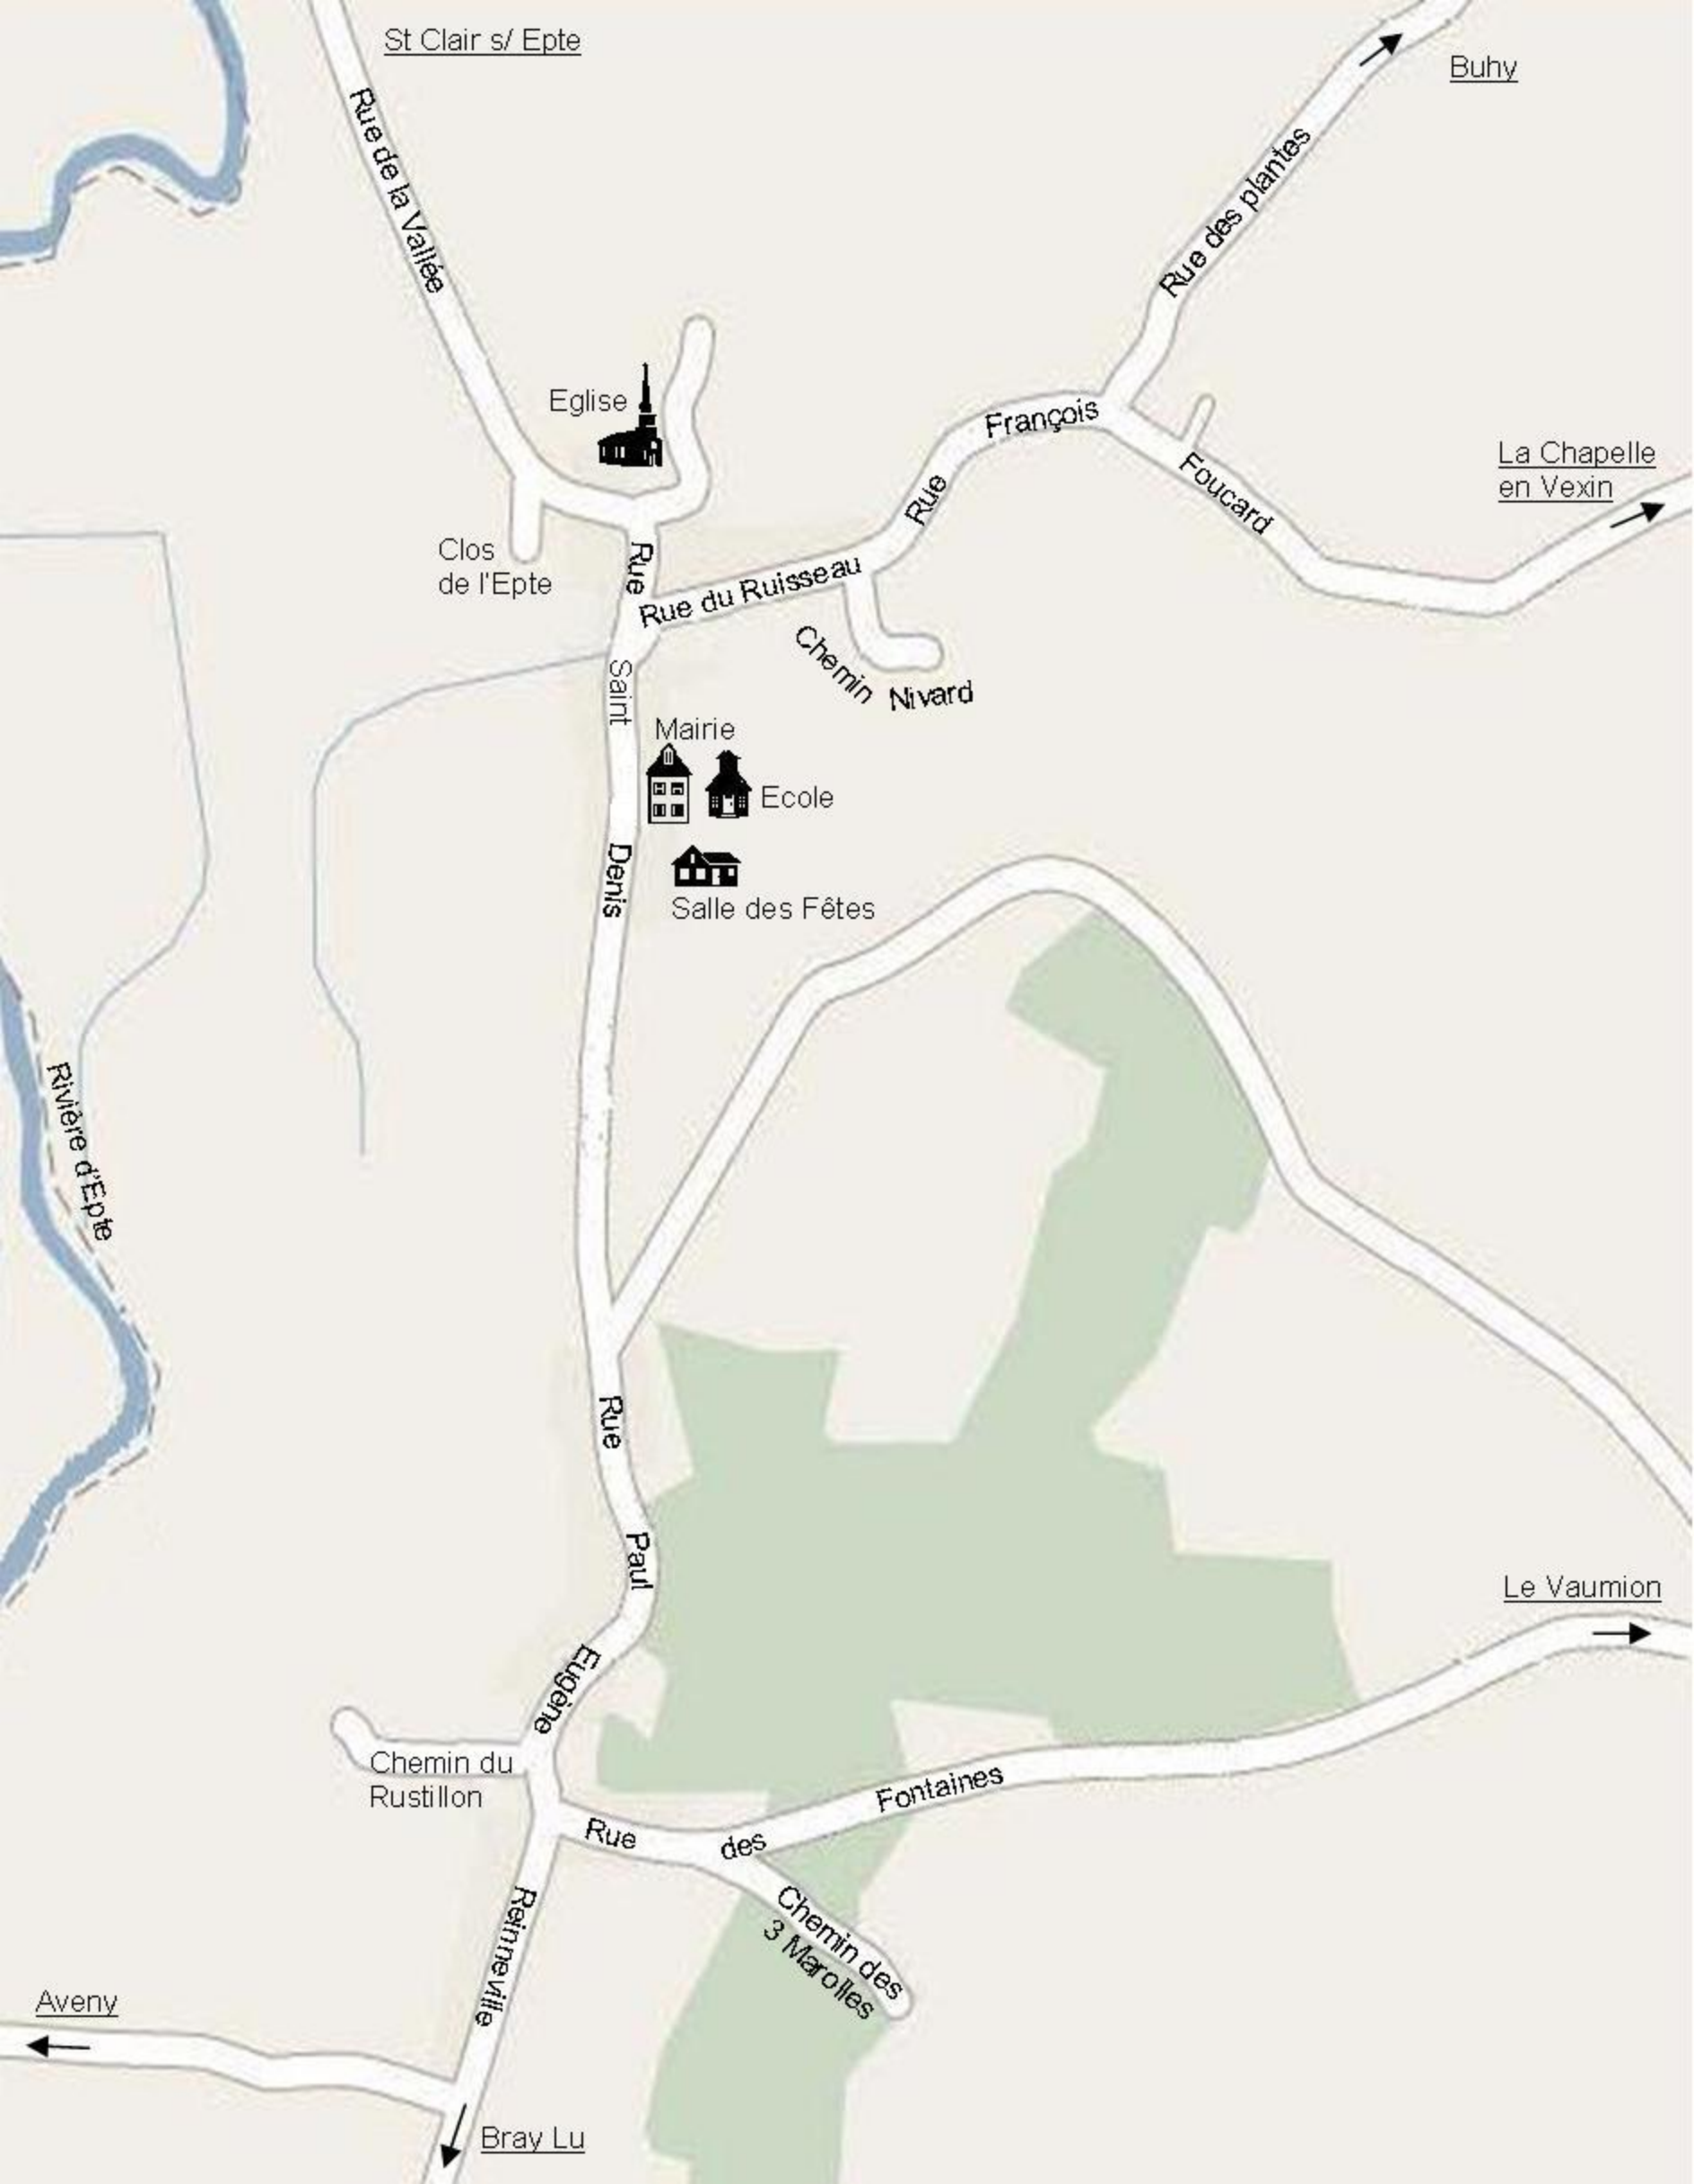 St Clair s/ Epte
Buhy
Rue de la Vallée
Rue des plantes
Eglise
Rue François Foucard
La Chapelle
en Vexin
Clos
de l'Epte
Rue Saint Denis
Rue du Ruisseau
Chemin Nivard
Mairie
Ecole
Salle des Fêtes
Rivière d'Epte
Rue Paul Eugène Reinneville
Le Vaumion
Chemin du
Rustillon
Rue des Fontaines
Chemin des
3 Marolles
Aveny
Bray Lu